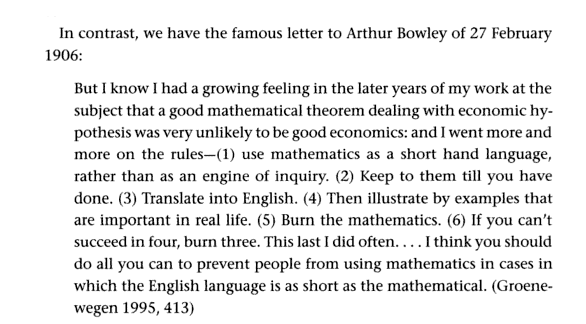 In contrast, we have the famous letter to Arthur Bowley of 27 February
1906:
But I know I had a growing feeling in the later years of my work at the
subject that a good mathematical theorem dealing with economic hy-
pothesis was very unlikely to be good economics: and I went more and
more on the rules—(1) use mathematics as a short hand language,
rather than as an engine of inquiry. (2) Keep to them till you have
done. (3) Translate into English. (4) Then illustrate by examples that
are important in real life. (5) Burn the mathematics. (6) If you can't
succeed in four, burn three. This last I did often. . . . I think you should
do all you can to prevent people from using mathematics in cases in
which the English language is as short as the mathematical. (Groene-
wegen 1995, 413)